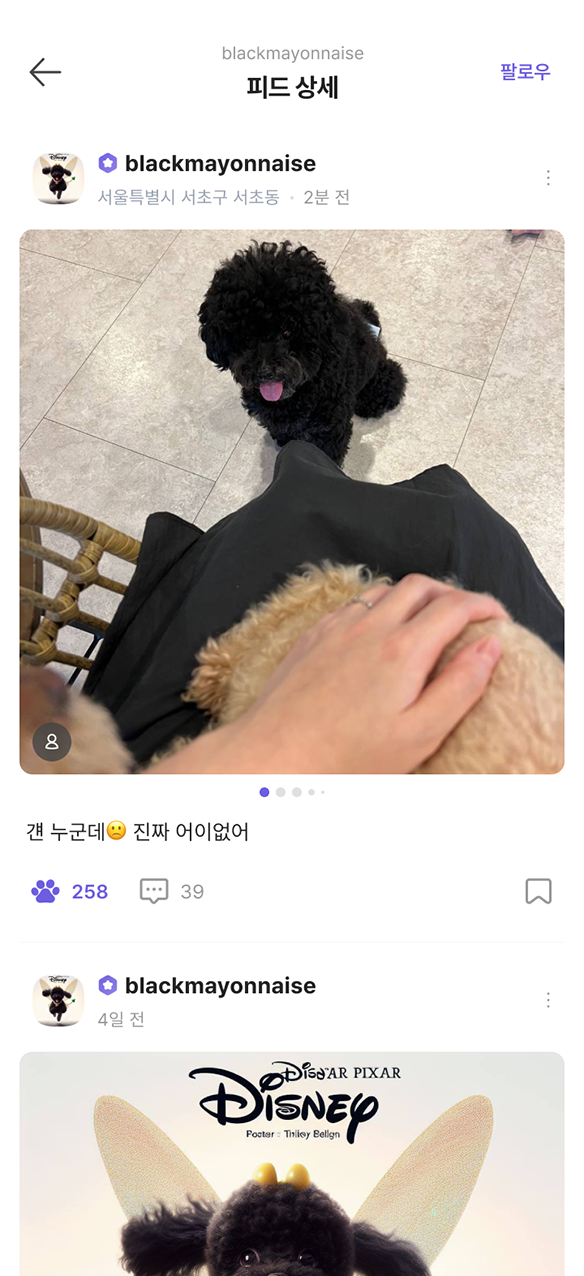 blackmayonnaise
피드 상세
팔로우
blackmayonnaise
서울특별시 서초구 서초동 · 2분 전
걘 누군데🙁 진짜 어이없어
258
39
blackmayonnaise
4일 전
DisɴᴇAR PIXAR
DISNEY
Poster : Thilisy Bellgn